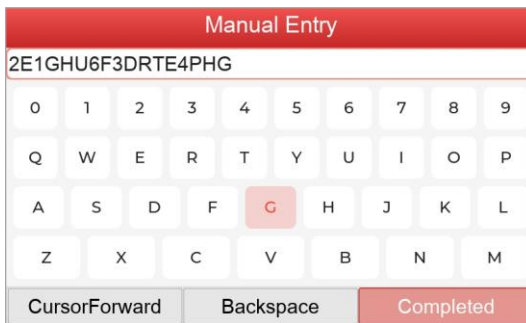 Manual Entry
2E1GHU6F3DRTE4PHG
0 1 2 3 4 5 6 7 8 9
Q W E R T Y U I O P
A S D F G H J K L
Z X C V B N M
CursorForward Backspace Completed